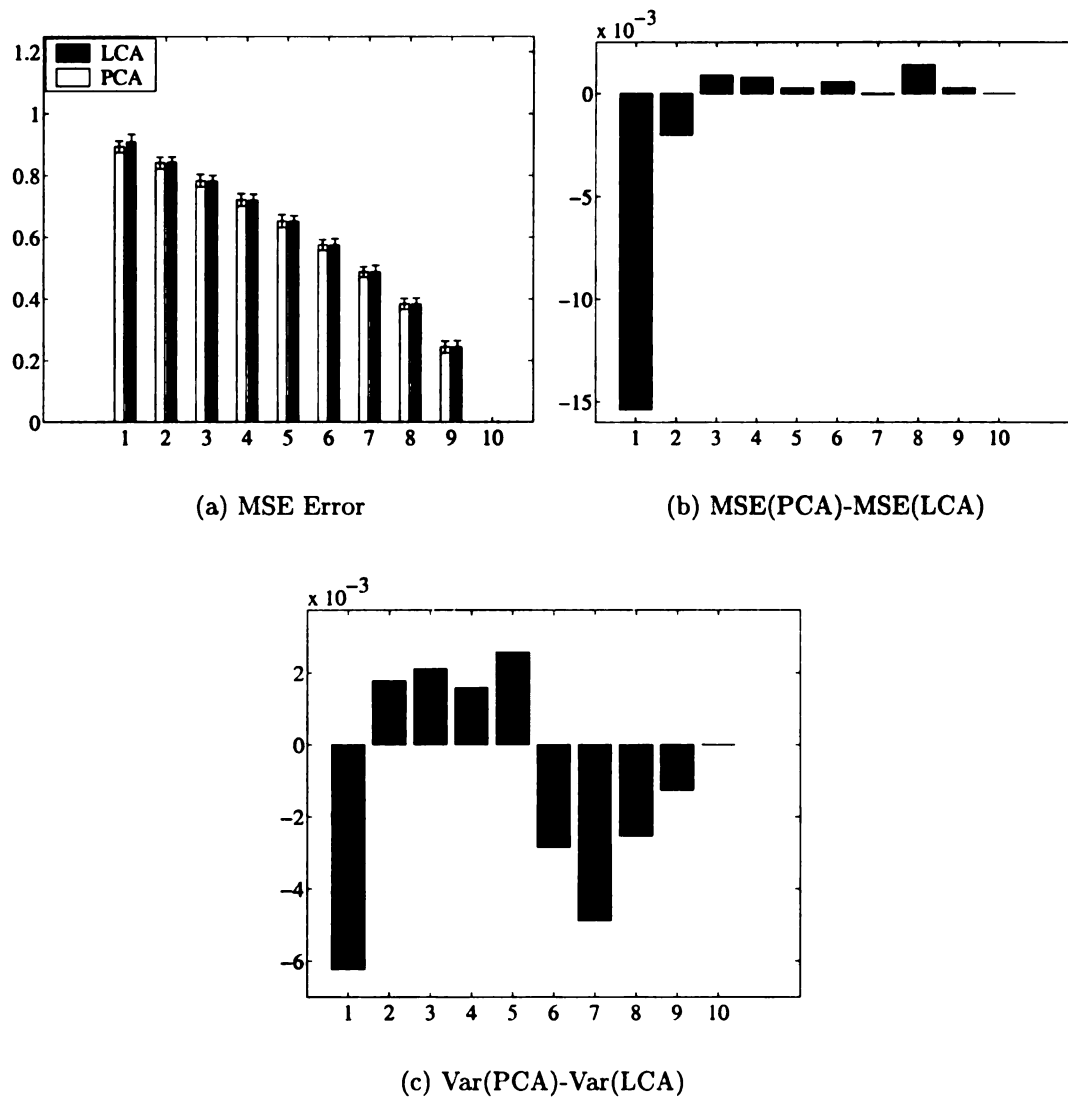 1.2
1
0.8
0.6
0.4
0.2
0
LCA
PCA
1 2 3 4 5 6 7 8 9 10
(a) MSE Error
x 10^-3
0
−5
−10
−15
1 2 3 4 5 6 7 8 9 10
(b) MSE(PCA)-MSE(LCA)
x 10^-3
2
0
−2
−4
−6
1 2 3 4 5 6 7 8 9 10
(c) Var(PCA)-Var(LCA)